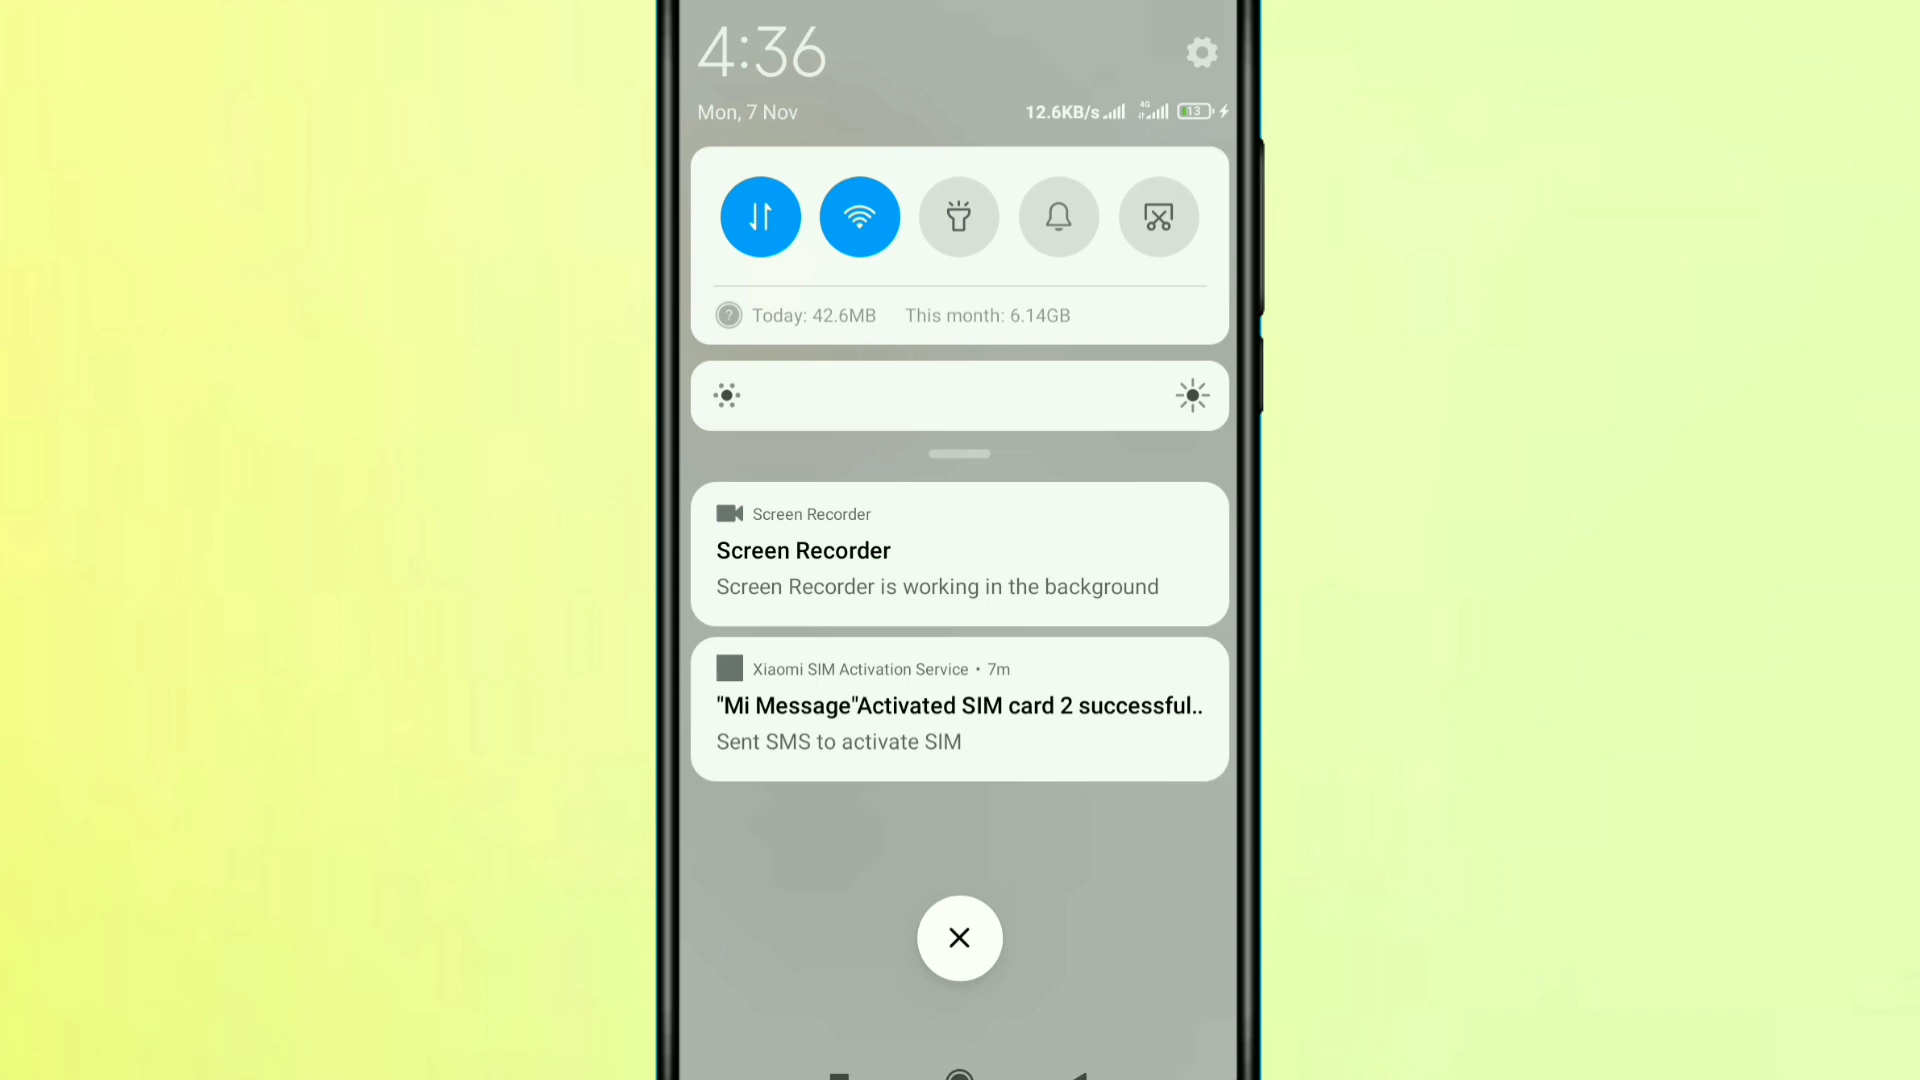 4:36
Mon, 7 Nov
12.6KB/s 4G 13
Today: 42.6MB This month: 6.14GB
Screen Recorder
Screen Recorder
Screen Recorder is working in the background
Xiaomi SIM Activation Service • 7m
"Mi Message"Activated SIM card 2 successful..
Sent SMS to activate SIM